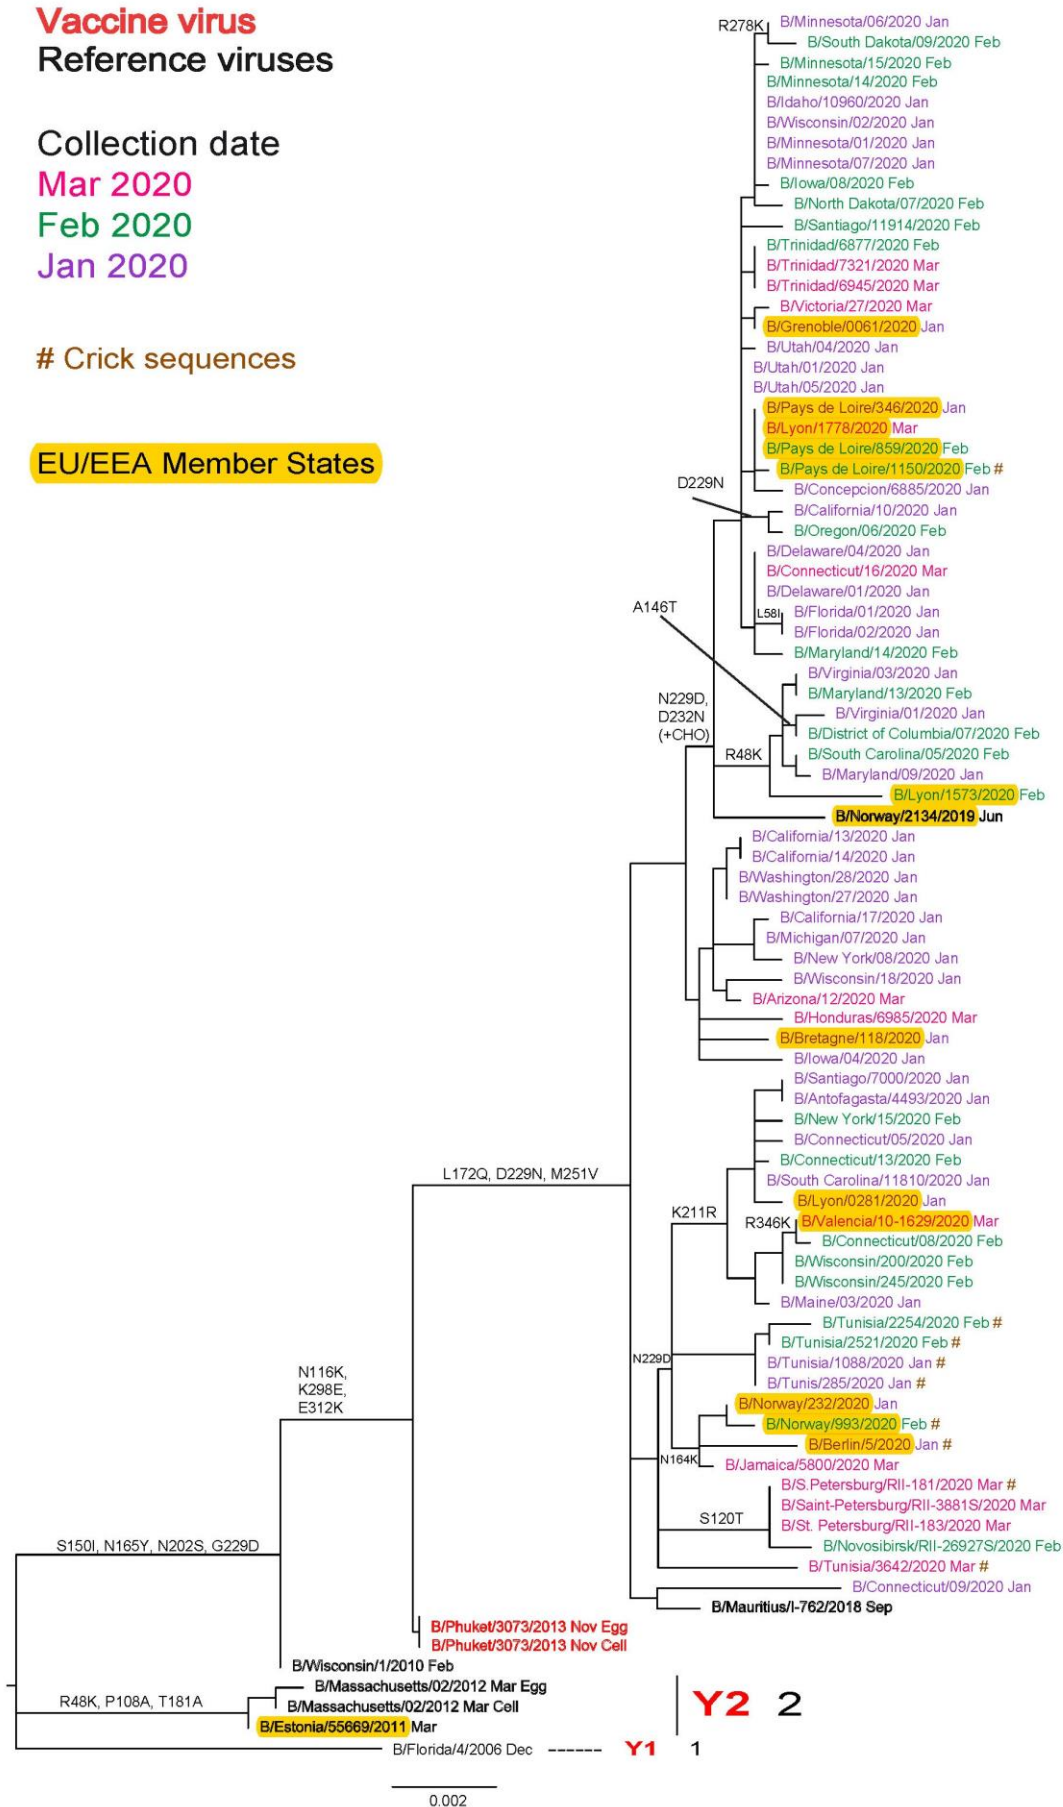 Vaccine virus
Reference viruses
Collection date
Mar 2020
Feb 2020
Jan 2020
# Crick sequences
EU/EEA Member States
R278K
B/Minnesota/06/2020 Jan
B/South Dakota/09/2020 Feb
B/Minnesota/15/2020 Feb
B/Minnesota/14/2020 Feb
B/Idaho/10960/2020 Jan
B/Wisconsin/02/2020 Jan
B/Minnesota/01/2020 Jan
B/Minnesota/07/2020 Jan
B/Iowa/08/2020 Feb
B/North Dakota/07/2020 Feb
B/Santiago/11914/2020 Feb
B/Trinidad/6877/2020 Feb
B/Trinidad/7321/2020 Mar
B/Trinidad/6945/2020 Mar
B/Victoria/27/2020 Mar
B/Grenoble/0061/2020 Jan
B/Utah/04/2020 Jan
B/Utah/01/2020 Jan
B/Utah/05/2020 Jan
B/Pays de Loire/346/2020 Jan
B/Lyon/1778/2020 Mar
B/Pays de Loire/859/2020 Feb
B/Pays de Loire/1150/2020 Feb #
D229N
B/Concepcion/6885/2020 Jan
B/California/10/2020 Jan
B/Oregon/06/2020 Feb
B/Delaware/04/2020 Jan
B/Connecticut/16/2020 Mar
B/Delaware/01/2020 Jan
A146T
L58I
B/Florida/01/2020 Jan
B/Florida/02/2020 Jan
B/Maryland/14/2020 Feb
B/Virginia/03/2020 Jan
B/Maryland/13/2020 Feb
N229D,
D232N
(+CHO)
B/Virginia/01/2020 Jan
B/District of Columbia/07/2020 Feb
R48K
B/South Carolina/05/2020 Feb
B/Maryland/09/2020 Jan
B/Lyon/1573/2020 Feb
B/Norway/2134/2019 Jun
B/California/13/2020 Jan
B/California/14/2020 Jan
B/Washington/28/2020 Jan
B/Washington/27/2020 Jan
B/California/17/2020 Jan
B/Michigan/07/2020 Jan
B/New York/08/2020 Jan
B/Wisconsin/18/2020 Jan
B/Arizona/12/2020 Mar
B/Honduras/6985/2020 Mar
B/Bretagne/118/2020 Jan
B/Iowa/04/2020 Jan
B/Santiago/7000/2020 Jan
B/Antofagasta/4493/2020 Jan
B/New York/15/2020 Feb
B/Connecticut/05/2020 Jan
B/Connecticut/13/2020 Feb
L172Q, D229N, M251V
B/South Carolina/11810/2020 Jan
B/Lyon/0281/2020 Jan
K211R
R346K
B/Valencia/10-1629/2020 Mar
B/Connecticut/08/2020 Feb
B/Wisconsin/200/2020 Feb
B/Wisconsin/245/2020 Feb
B/Maine/03/2020 Jan
B/Tunisia/2254/2020 Feb #
B/Tunisia/2521/2020 Feb #
N229D
B/Tunisia/1088/2020 Jan #
B/Tunis/285/2020 Jan #
N116K,
K298E,
E312K
B/Norway/232/2020 Jan
B/Norway/993/2020 Feb #
B/Berlin/5/2020 Jan #
N164K
B/Jamaica/5800/2020 Mar
B/S.Petersburg/RII-181/2020 Mar #
B/Saint-Petersburg/RII-3881S/2020 Mar
S120T
B/St. Petersburg/RII-183/2020 Mar
B/Novosibirsk/RII-26927S/2020 Feb
S150I, N165Y, N202S, G229D
B/Tunisia/3642/2020 Mar #
B/Connecticut/09/2020 Jan
B/Mauritius/I-762/2018 Sep
B/Phuket/3073/2013 Nov Egg
B/Phuket/3073/2013 Nov Cell
B/Wisconsin/1/2010 Feb
B/Massachusetts/02/2012 Mar Egg
R48K, P108A, T181A
B/Massachusetts/02/2012 Mar Cell
Y2 2
B/Estonia/55669/2011 Mar
B/Florida/4/2006 Dec ------ Y1 1
0.002